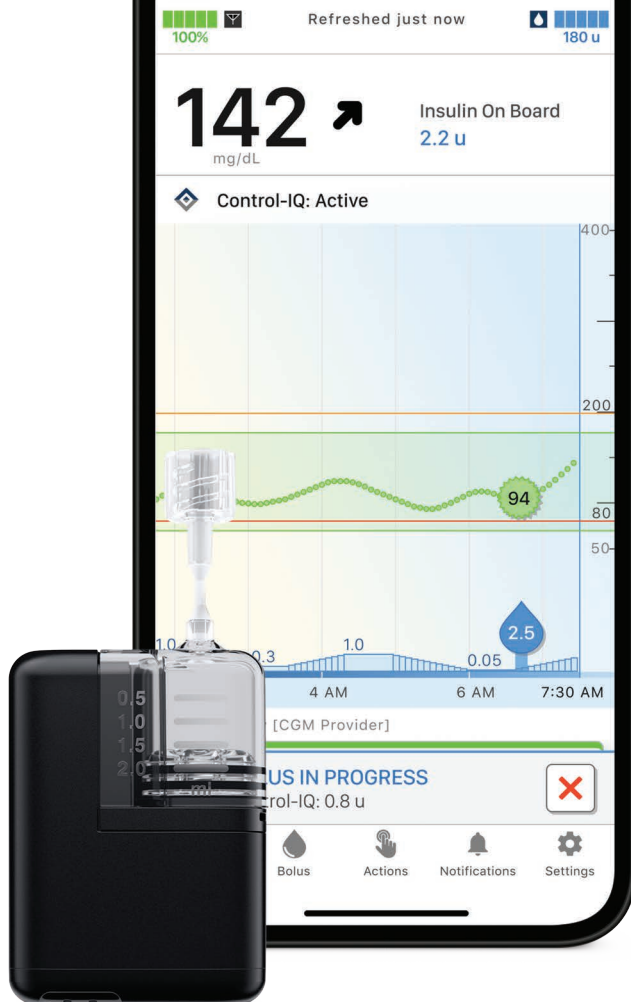 Refreshed just now
100%
180 u
142
mg/dL
Insulin On Board
2.2 u
Control-IQ: Active
400
200
94
80
50
2.5
1.0
0.3
1.0
0.05
4 AM
6 AM
7:30 AM
[CGM Provider]
0.5
1.0
1.5
2.0
ml
US IN PROGRESS
trol-IQ: 0.8 u
Bolus
Actions
Notifications
Settings